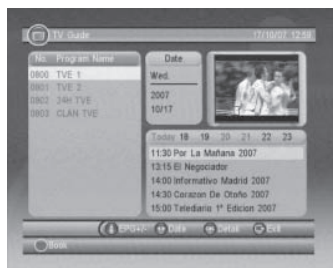 TV Guide 17/10/07 12:59
No. Program Name
0800 TVE 1
0801 TVE 2
0802 24H TVE
0803 CLAN TVE
Date
Wed.
2007
10/17
Today 18 19 20 21 22 23
11:30 Por La Mañana 2007
13:15 El Negociador
14:00 Informativo Madrid 2007
14:30 Corazon De Otoño 2007
15:00 Telediario 1ª Edicion 2007
EPG+/- Date Detail Exit
Book